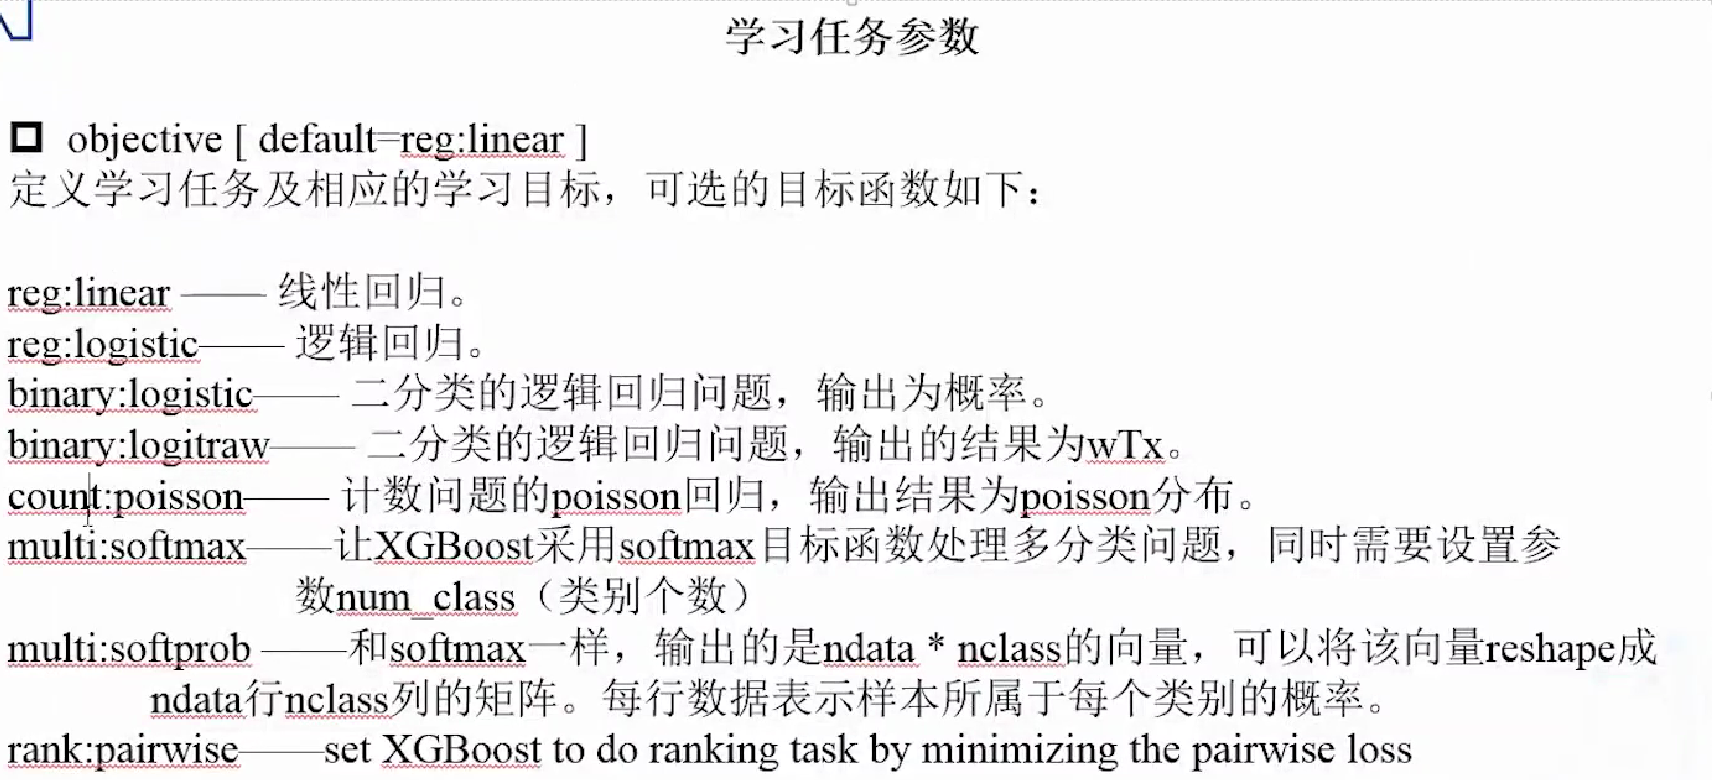 学习任务参数
objective [ default=reg:linear ]
定义学习任务及相应的学习目标，可选的目标函数如下：
reg:linear —— 线性回归。
reg:logistic—— 逻辑回归。
binary:logistic—— 二分类的逻辑回归问题，输出为概率。
binary:logitraw—— 二分类的逻辑回归问题，输出的结果为wTx。
count:poisson—— 计数问题的poisson回归，输出结果为poisson分布。
multi:softmax——让XGBoost采用softmax目标函数处理多分类问题，同时需要设置参
数num_class（类别个数）
multi:softprob ——和softmax一样，输出的是ndata * nclass的向量，可以将该向量reshape成
ndata行nclass列的矩阵。每行数据表示样本所属于每个类别的概率。
rank:pairwise——set XGBoost to do ranking task by minimizing the pairwise loss